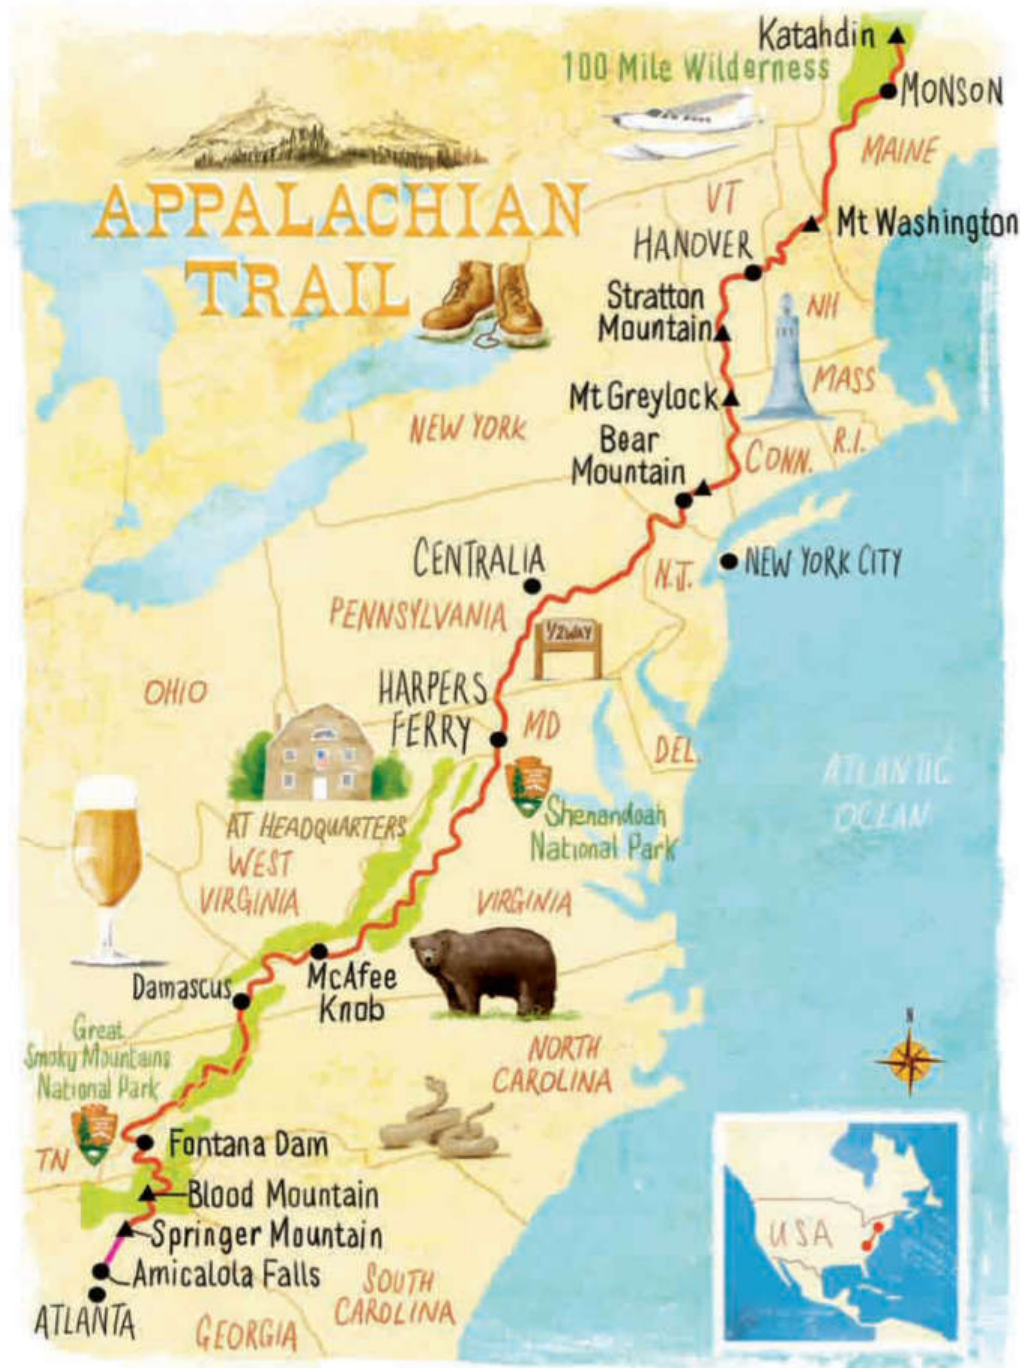 Katahdin
100 Mile Wilderness
MONSON
MAINE
APPALACHIAN
TRAIL
VT
Mt Washington
HANOVER
Stratton
Mountain
NH
MASS
Mt Greylock
NEW YORK
Bear
Mountain
CONN.
R.I.
CENTRALIA
NEW YORK CITY
N.J.
PENNSYLVANIA
1/2WAY
OHIO
HARPERS
FERRY
MD
DEL.
ATLANTIC
OCEAN
Shenandoah
National Park
AT HEADQUARTERS
WEST
VIRGINIA
VIRGINIA
McAfee
Knob
Damascus
Great
Smoky Mountains
National Park
N
NORTH
CAROLINA
TN
Fontana Dam
Blood Mountain
Springer Mountain
Amicalola Falls
ATLANTA
SOUTH
CAROLINA
GEORGIA
USA